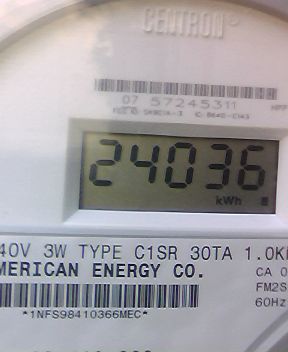 CENTRON®
07 57245311
24036
kWh
40V 3W TYPE C1SR 30TA 1.0K
MERICAN ENERGY CO.
CA 0
FM2S
60Hz
*1NFS98410366MEC*